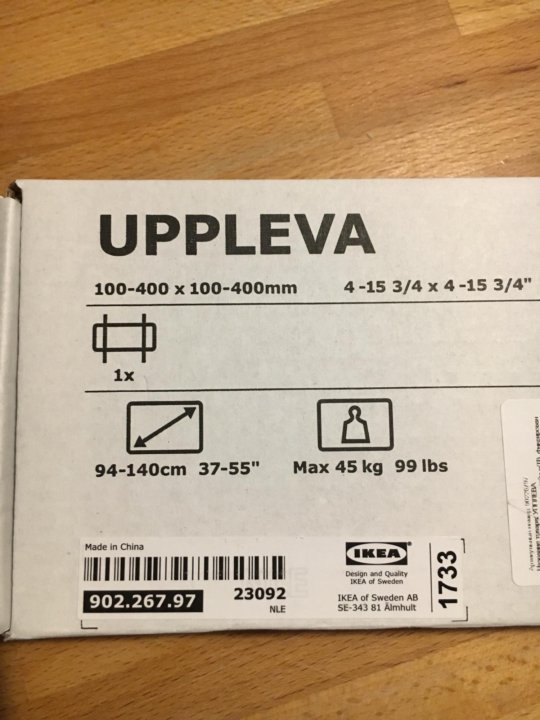 UPPLEVA
100-400 x 100-400mm 4 -15 3/4 x 4 -15 3/4"
1x
94-140cm 37-55" Max 45 kg 99 lbs
Made in China
IKEA
Design and Quality
IKEA of Sweden
902.267.97 23092
NLE
IKEA of Sweden AB
SE-343 81 Älmhult
1733